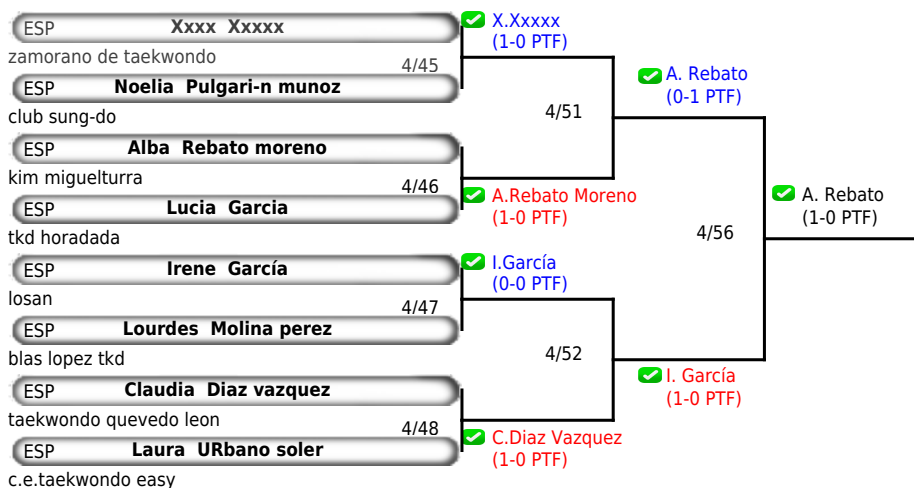 ESP Xxxx Xxxxx
zamorano de taekwondo
4/45
ESP Noelia Pulgari-n munoz
club sung-do
X.Xxxxx
(1-0 PTF)
ESP Alba Rebato moreno
kim miguelturra
4/46
ESP Lucia Garcia
tkd horadada
A.Rebato Moreno
(1-0 PTF)
4/51
A. Rebato
(0-1 PTF)
ESP Irene García
losan
4/47
ESP Lourdes Molina perez
blas lopez tkd
I.García
(0-0 PTF)
ESP Claudia Diaz vazquez
taekwondo quevedo leon
4/48
ESP Laura URbano soler
c.e.taekwondo easy
C.Diaz Vazquez
(1-0 PTF)
4/52
I. García
(1-0 PTF)
4/56
A. Rebato
(1-0 PTF)